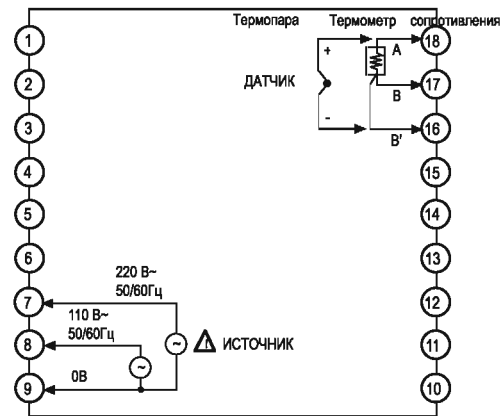 Термопара Термометр сопротивления
1
18
+
A
2
ДАТЧИК
B
17
3
-
B'
16
4
15
5
14
6
13
220 В~
50/60Гц
7
12
110 В~
50/60Гц
8
~
~
ИСТОЧНИК
11
0В
9
10